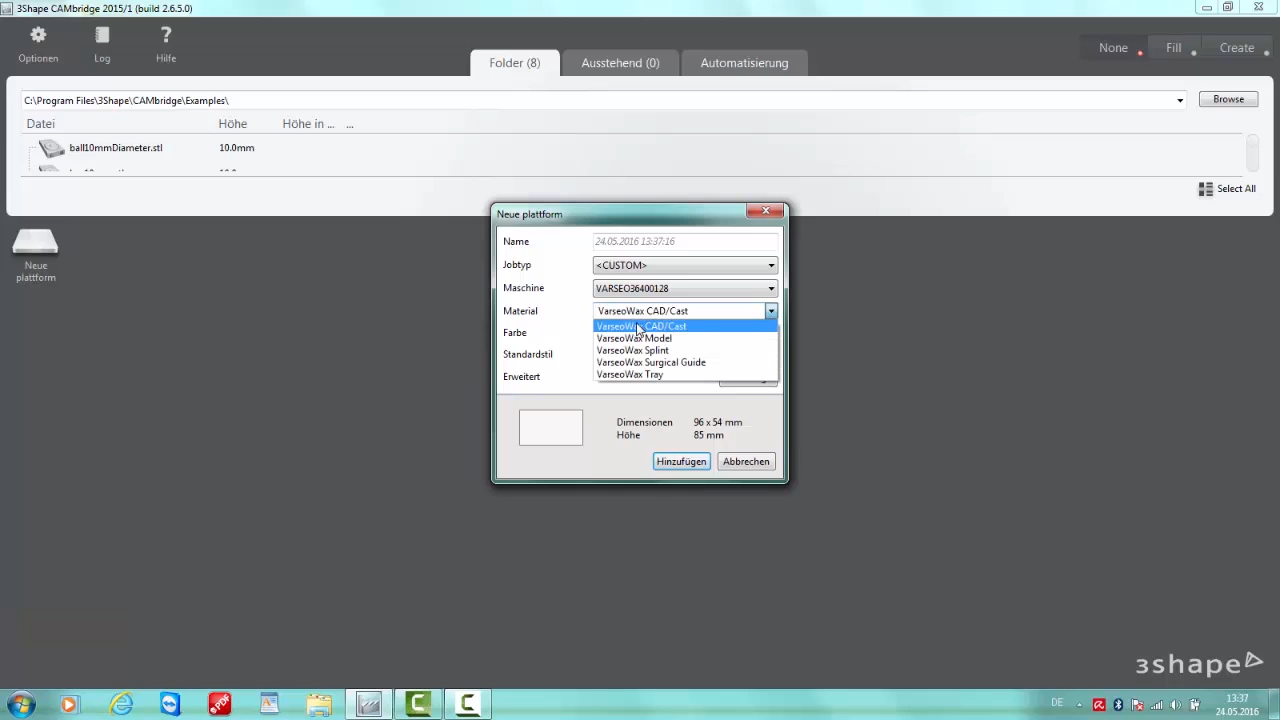 3Shape CAMbridge 2015/1 (build 2.6.5.0)
Optionen
Log
Hilfe
Folder (8)
Ausstehend (0)
Automatisierung
None
Fill
Create
C:\Program Files\3Shape\CAMbridge\Examples\
Browse
Datei
Höhe
Höhe in ...
...
ball10mmDiameter.stl
10.0mm
Select All
Neue
plattform
Neue plattform
Name
24.05.2016 13:37:16
Jobtyp
<CUSTOM>
Maschine
VARSEO36400128
Material
VarseoWax CAD/Cast
VarseoWax CAD/Cast
Farbe
VarseoWax Model
VarseoWax Splint
Standardstil
VarseoWax Surgical Guide
Erweitert
VarseoWax Tray
Dimensionen
96 x 54 mm
Höhe
85 mm
Hinzufügen
Abbrechen
3shape
PDF
DE
13:37
24.05.2016